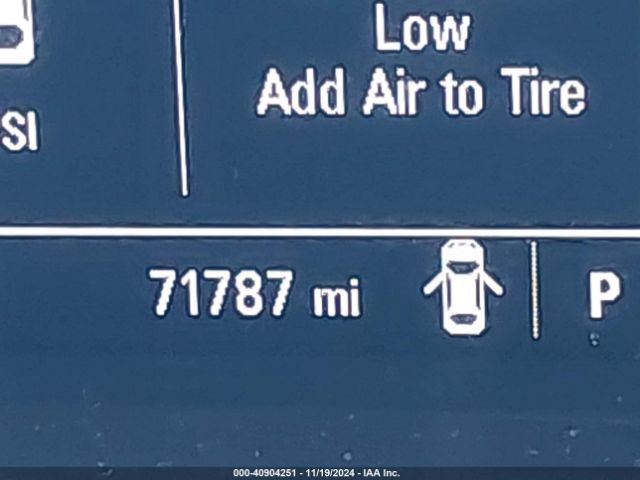 Low
Add Air to Tire
SI
71787 mi
P
000-40904251 - 11/19/2024 - IAA Inc.